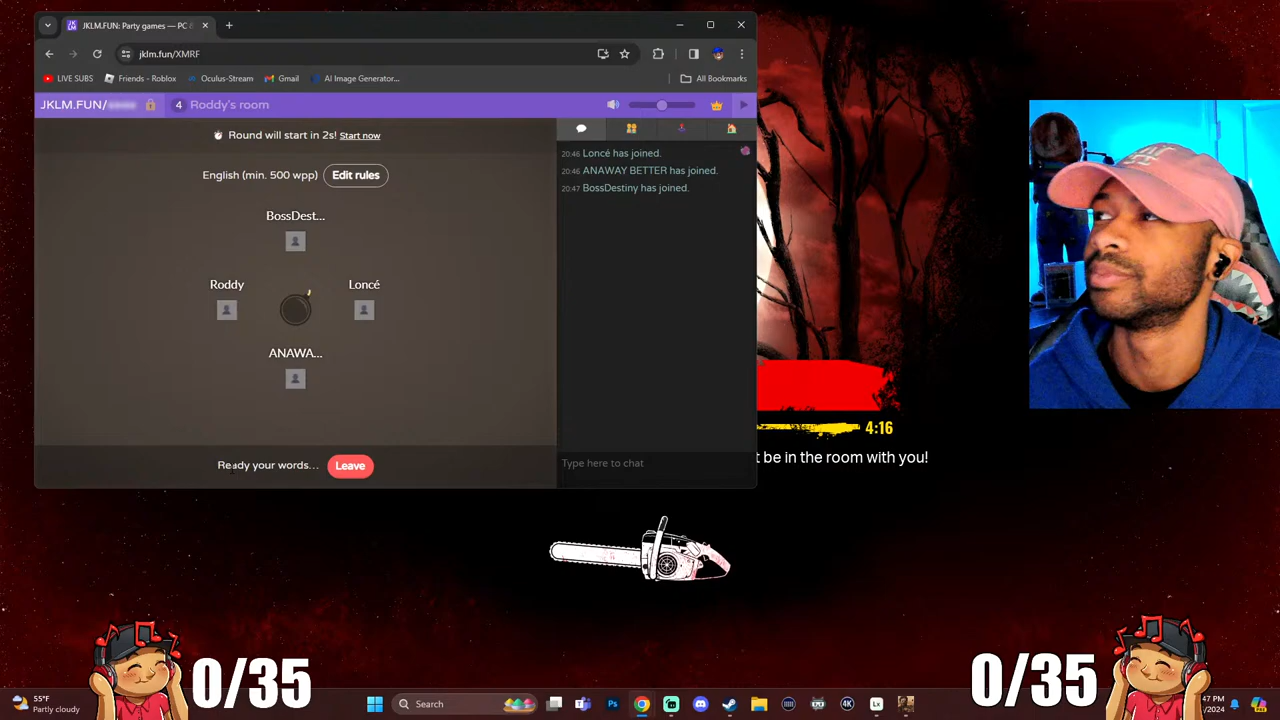 JKLM.FUN: Party games — PC &
jklm.fun/XMRF
LIVE SUBS
Friends - Roblox
Oculus-Stream
Gmail
AI Image Generator...
All Bookmarks
JKLM.FUN/
4 Roddy's room
Round will start in 2s! Start now
English (min. 500 wpp) Edit rules
BossDest...
Roddy
Loncé
ANAWA...
Ready your words... Leave
20:46 Loncé has joined.
20:46 ANAWAY BETTER has joined.
20:47 BossDestiny has joined.
Type here to chat
4:16
t be in the room with you!
0/35
0/35
55°F
Partly cloudy
Search
47 PM
/2024